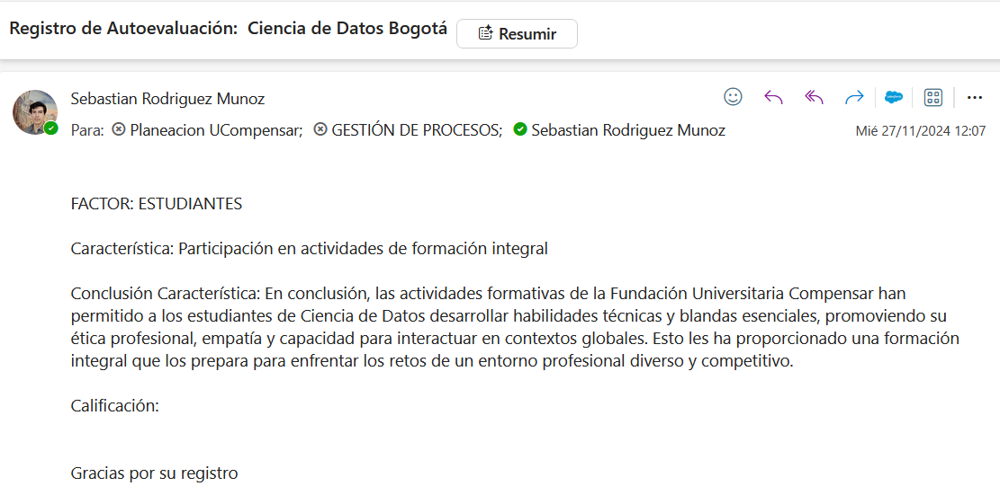 Registro de Autoevaluación:  Ciencia de Datos Bogotá
Resumir
Sebastian Rodriguez Munoz
Para: Planeacion UCompensar; GESTIÓN DE PROCESOS; Sebastian Rodriguez Munoz
Mié 27/11/2024 12:07
FACTOR: ESTUDIANTES
Característica: Participación en actividades de formación integral
Conclusión Característica: En conclusión, las actividades formativas de la Fundación Universitaria Compensar han
permitido a los estudiantes de Ciencia de Datos desarrollar habilidades técnicas y blandas esenciales, promoviendo su
ética profesional, empatía y capacidad para interactuar en contextos globales. Esto les ha proporcionado una formación
integral que los prepara para enfrentar los retos de un entorno profesional diverso y competitivo.
Calificación:
Gracias por su registro